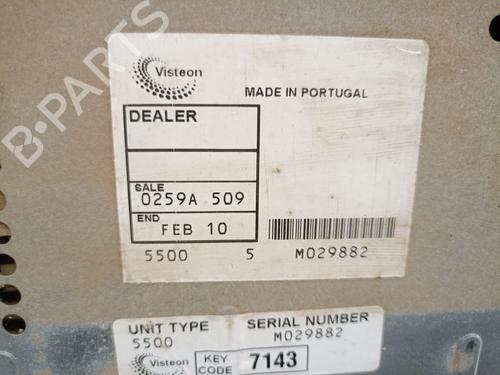 B-PARTS
Visteon
MADE IN PORTUGAL
DEALER
SALE
0259A 509
END
FEB 10
5500 5 M029882
UNIT TYPE SERIAL NUMBER
5500 M029882
Visteon KEY CODE 7143